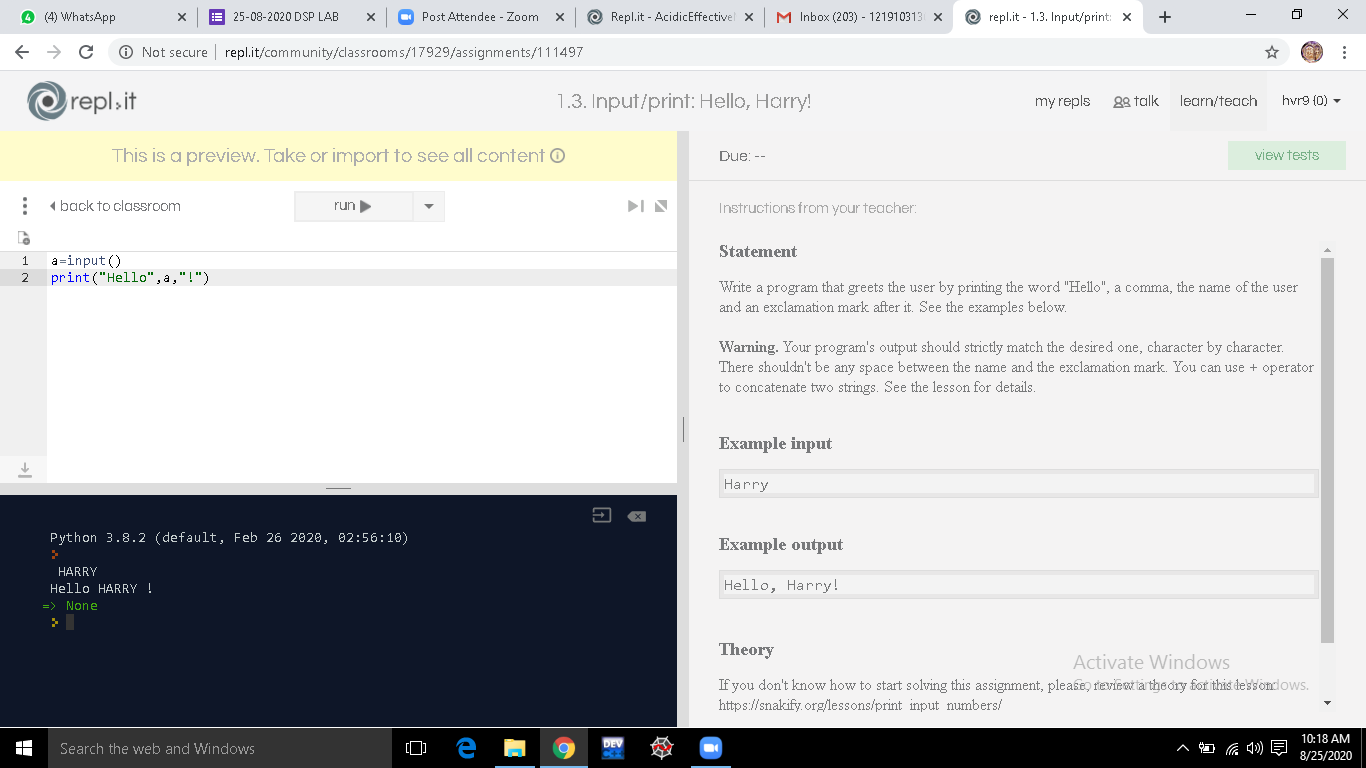 (4) WhatsApp
25-08-2020 DSP LAB
Post Attendee - Zoom
Repl.it - AcidicEffective
Inbox (203) - 121910313
repl.it - 1.3. Input/print:
Not secure | repl.it/community/classrooms/17929/assignments/111497
repl.it
1.3. Input/print: Hello, Harry!
my repls
talk
learn/teach
hvr9 (0)
This is a preview. Take or import to see all content
back to classroom
run
1 a=input()
2 print("Hello",a,"!")
Python 3.8.2 (default, Feb 26 2020, 02:56:10)
HARRY
Hello HARRY !
=> None
Due: --
view tests
Instructions from your teacher:
Statement
Write a program that greets the user by printing the word "Hello", a comma, the name of the user
and an exclamation mark after it. See the examples below.
Warning. Your program's output should strictly match the desired one, character by character.
There shouldn't be any space between the name and the exclamation mark. You can use + operator
to concatenate two strings. See the lesson for details.
Example input
Harry
Example output
Hello, Harry!
Theory
If you don't know how to start solving this assignment, please, review a theory for this lesson:
https://snakify.org/lessons/print_input_numbers/
Activate Windows
Go to Settings to activate Windows.
Search the web and Windows
DEV
10:18 AM
8/25/2020